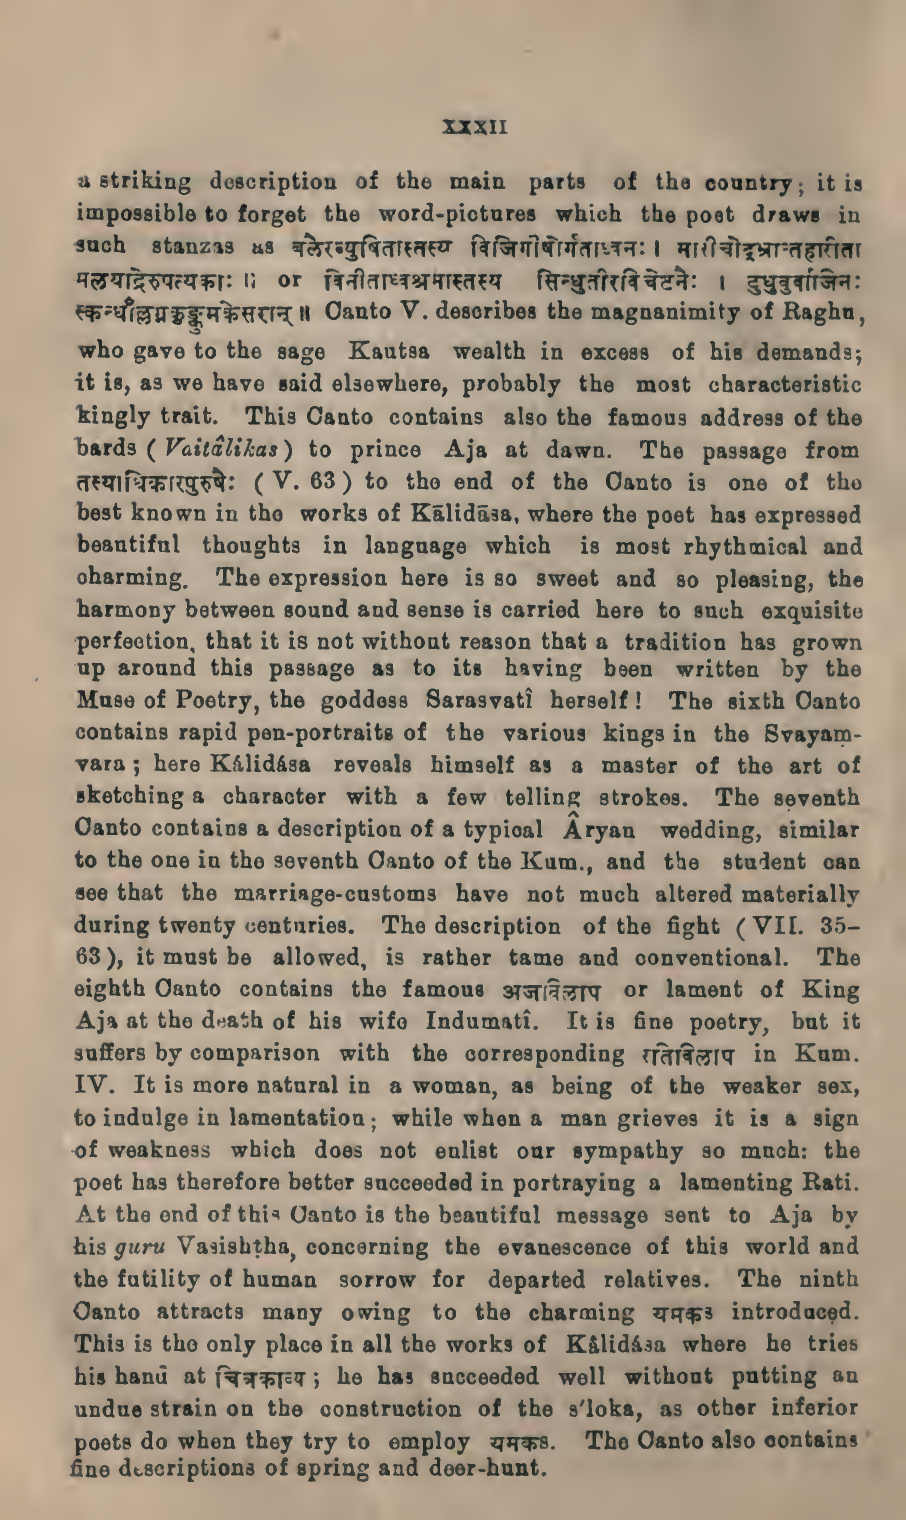 XXXII
a striking description of the main parts of the country; it is
impossible to forget the word-pictures which the poet draws in
such stanzas as बलैरध्युषितास्तस्य विजिगीषोर्गताध्वनः । मारीचोद्भ्रान्तहारीता
मलयाद्रेरुपत्यकाः ॥ or विनीताध्वश्रमास्तस्य सिन्धुतीरविचेटनैः । दुधुवुर्वाजिनः
स्कन्धाँल्लग्नकुङ्कुमकेसरान् ॥ Canto V. describes the magnanimity of Raghu,
who gave to the sage Kautsa wealth in excess of his demands;
it is, as we have said elsewhere, probably the most characteristic
kingly trait. This Canto contains also the famous address of the
bards ( Vaitâlikas ) to prince Aja at dawn. The passage from
तस्याधिकारपुरुषैः ( V. 63 ) to the end of the Canto is one of the
best known in the works of Kālidāsa, where the poet has expressed
beautiful thoughts in language which is most rhythmical and
charming. The expression here is so sweet and so pleasing, the
harmony between sound and sense is carried here to such exquisite
perfection, that it is not without reason that a tradition has grown
up around this passage as to its having been written by the
Muse of Poetry, the goddess Sarasvatî herself! The sixth Canto
contains rapid pen-portraits of the various kings in the Svayaṃ-
vara ; here Kâlidása reveals himself as a master of the art of
sketching a character with a few telling strokes. The seventh
Canto contains a description of a typical Âryan wedding, similar
to the one in the seventh Canto of the Kum., and the student can
see that the marriage-customs have not much altered materially
during twenty centuries. The description of the fight ( VII. 35–
63 ), it must be allowed, is rather tame and conventional. The
eighth Canto contains the famous अजविलाप or lament of King
Aja at the death of his wife Indumatî. It is fine poetry, but it
suffers by comparison with the corresponding रतिविलाप in Kum.
IV. It is more natural in a woman, as being of the weaker sex,
to indulge in lamentation; while when a man grieves it is a sign
of weakness which does not enlist our sympathy so much: the
poet has therefore better succeeded in portraying a lamenting Rati.
At the end of this Canto is the beautiful message sent to Aja by
his guru Vasishṭha, concerning the evanescence of this world and
the futility of human sorrow for departed relatives. The ninth
Canto attracts many owing to the charming यमकs introduced.
This is the only place in all the works of Kâlidása where he tries
his hand at चित्रकाव्य ; he has succeeded well without putting an
undue strain on the construction of the s'loka, as other inferior
poets do when they try to employ यमकs. The Canto also contains
fine descriptions of spring and deer-hunt.